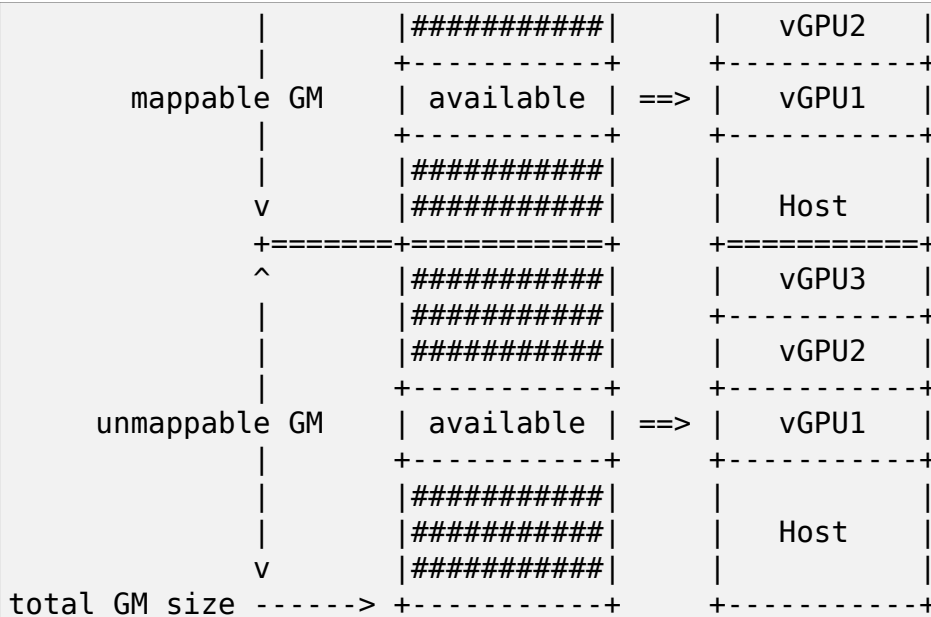 |        |###########|      |   vGPU2   |
               |        +-----------+      +-----------+
        mappable GM     | available | ==>  |   vGPU1   |
               |        +-----------+      +-----------+
               |        |###########|      |           |
               v        |###########|      |   Host    |
               +=======+===========+      +===========+
               ^        |###########|      |   vGPU3   |
               |        |###########|      +-----------+
               |        |###########|      |   vGPU2   |
               |        +-----------+      +-----------+
      unmappable GM     | available | ==>  |   vGPU1   |
               |        +-----------+      +-----------+
               |        |###########|      |           |
               |        |###########|      |   Host    |
               v        |###########|      |           |
total GM size ------> +-----------+      +-----------+